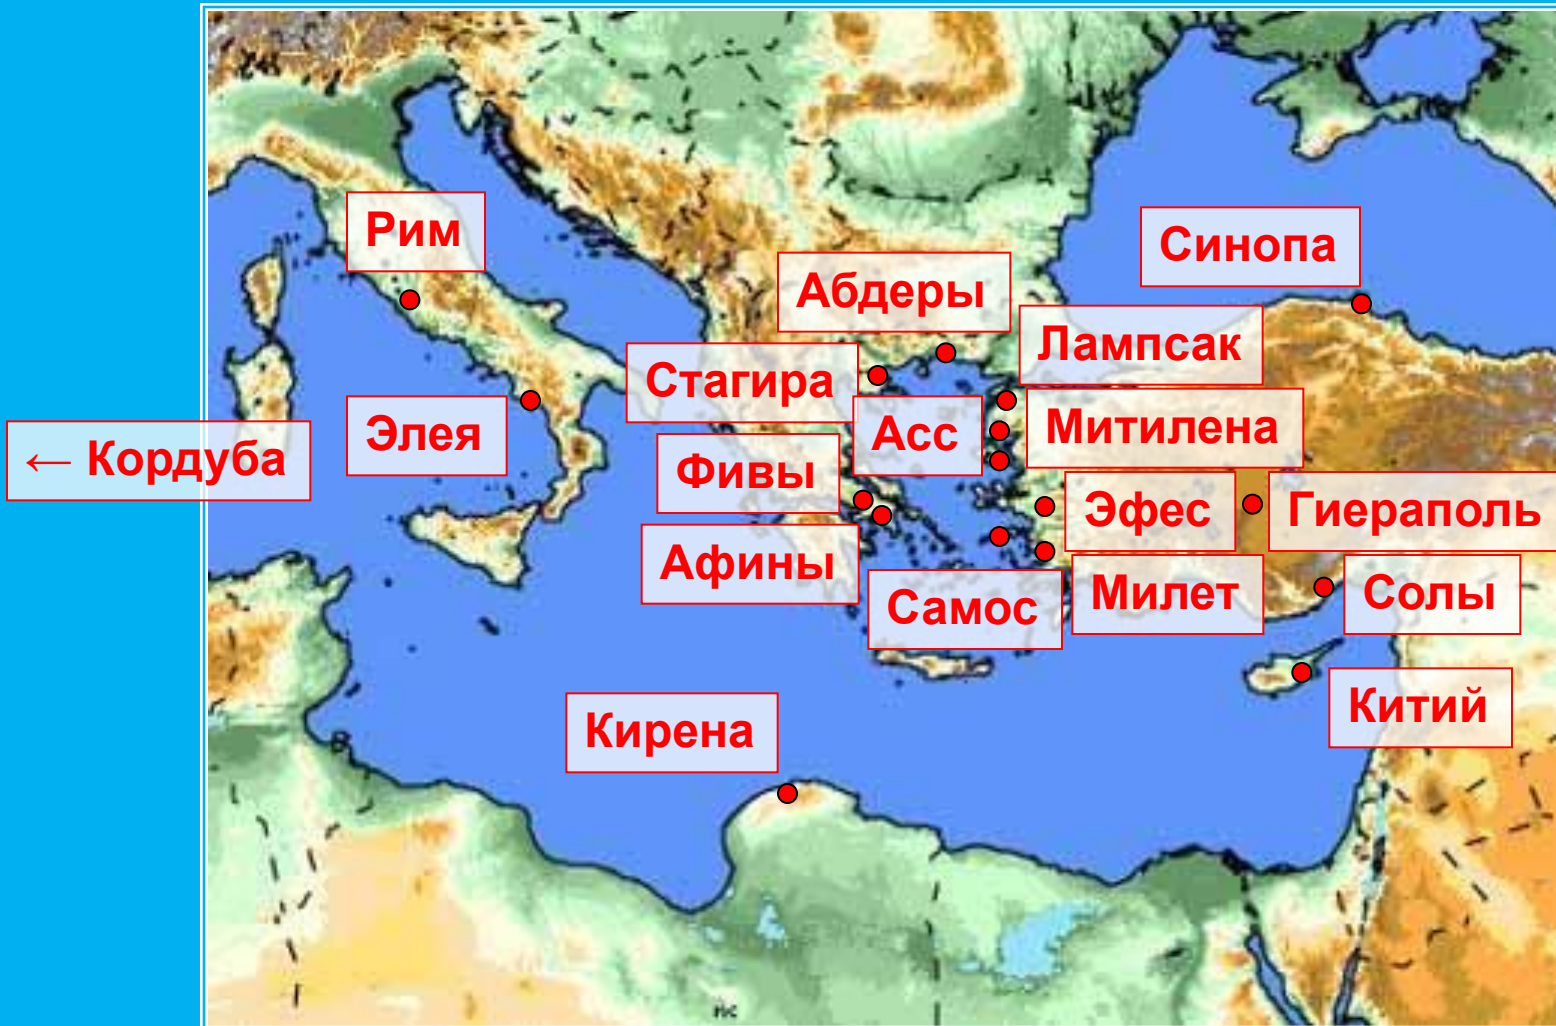 Рим
Синопа
Абдеры
Лампсак
Стагира
Асс
Митилена
Элея
← Кордуба
Фивы
Эфес
Гиераполь
Афины
Самос
Милет
Солы
Китий
Кирена